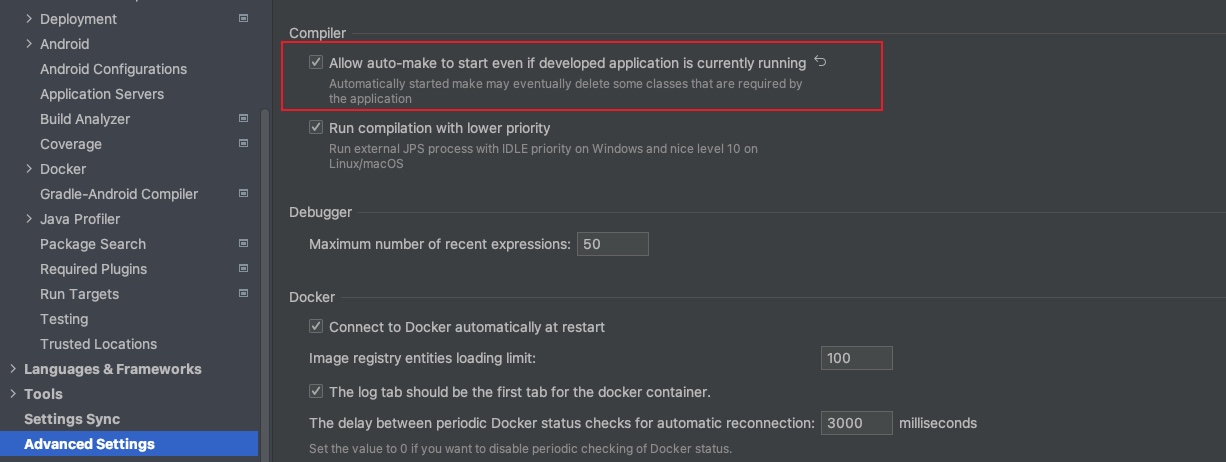 Deployment
Android
Android Configurations
Application Servers
Build Analyzer
Coverage
Docker
Gradle-Android Compiler
Java Profiler
Package Search
Required Plugins
Run Targets
Testing
Trusted Locations
Languages & Frameworks
Tools
Settings Sync
Advanced Settings
Compiler
Allow auto-make to start even if developed application is currently running
Automatically started make may eventually delete some classes that are required by
the application
Run compilation with lower priority
Run external JPS process with IDLE priority on Windows and nice level 10 on
Linux/macOS
Debugger
Maximum number of recent expressions: 50
Docker
Connect to Docker automatically at restart
Image registry entities loading limit: 100
The log tab should be the first tab for the docker container.
The delay between periodic Docker status checks for automatic reconnection: 3000 milliseconds
Set the value to 0 if you want to disable periodic checking of Docker status.